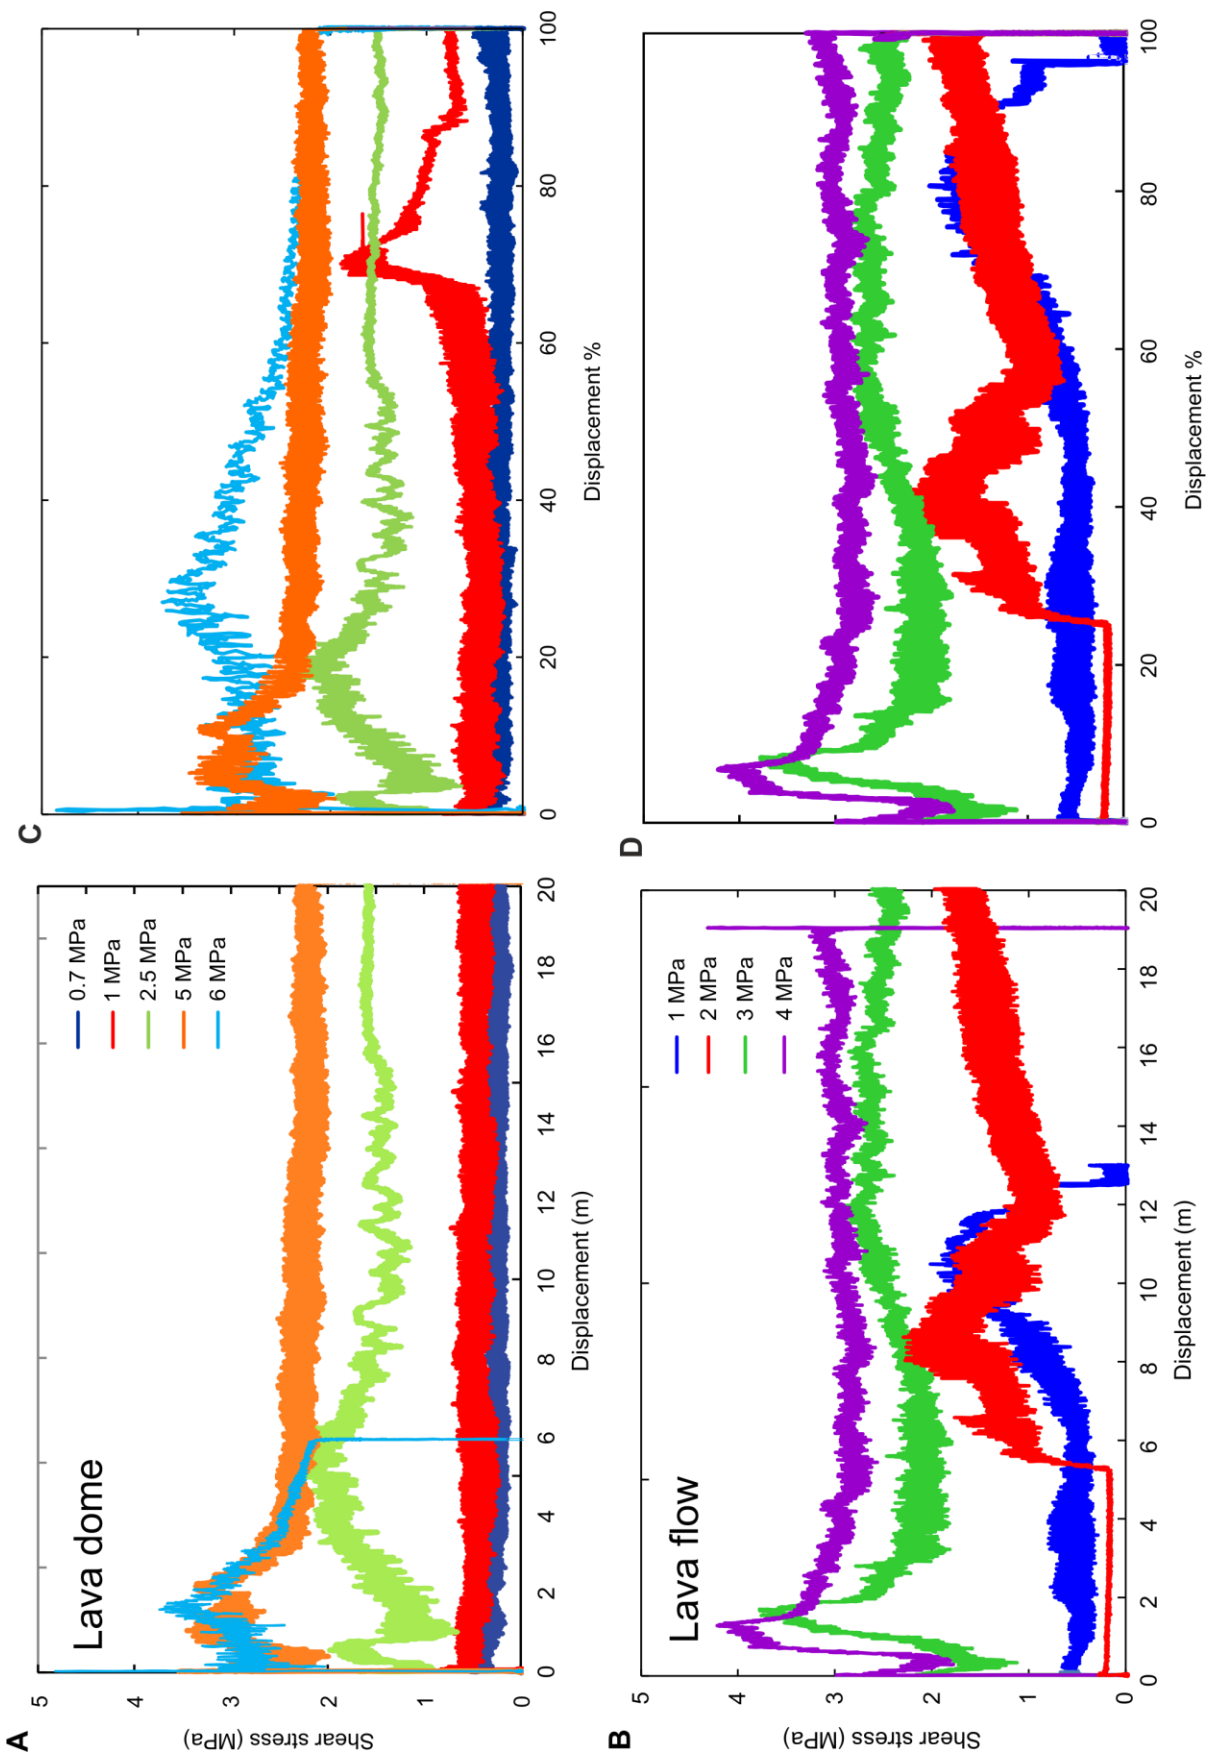 A
Lava dome
0.7 MPa
1 MPa
2.5 MPa
5 MPa
6 MPa
5
4
3
2
1
0
Shear stress (MPa)
0 2 4 6 8 10 12 14 16 18 20
Displacement (m)
C
0 20 40 60 80 100
Displacement %
B
Lava flow
1 MPa
2 MPa
3 MPa
4 MPa
5
4
3
2
1
0
Shear stress (MPa)
0 2 4 6 8 10 12 14 16 18 20
Displacement (m)
D
0 20 40 60 80 100
Displacement %